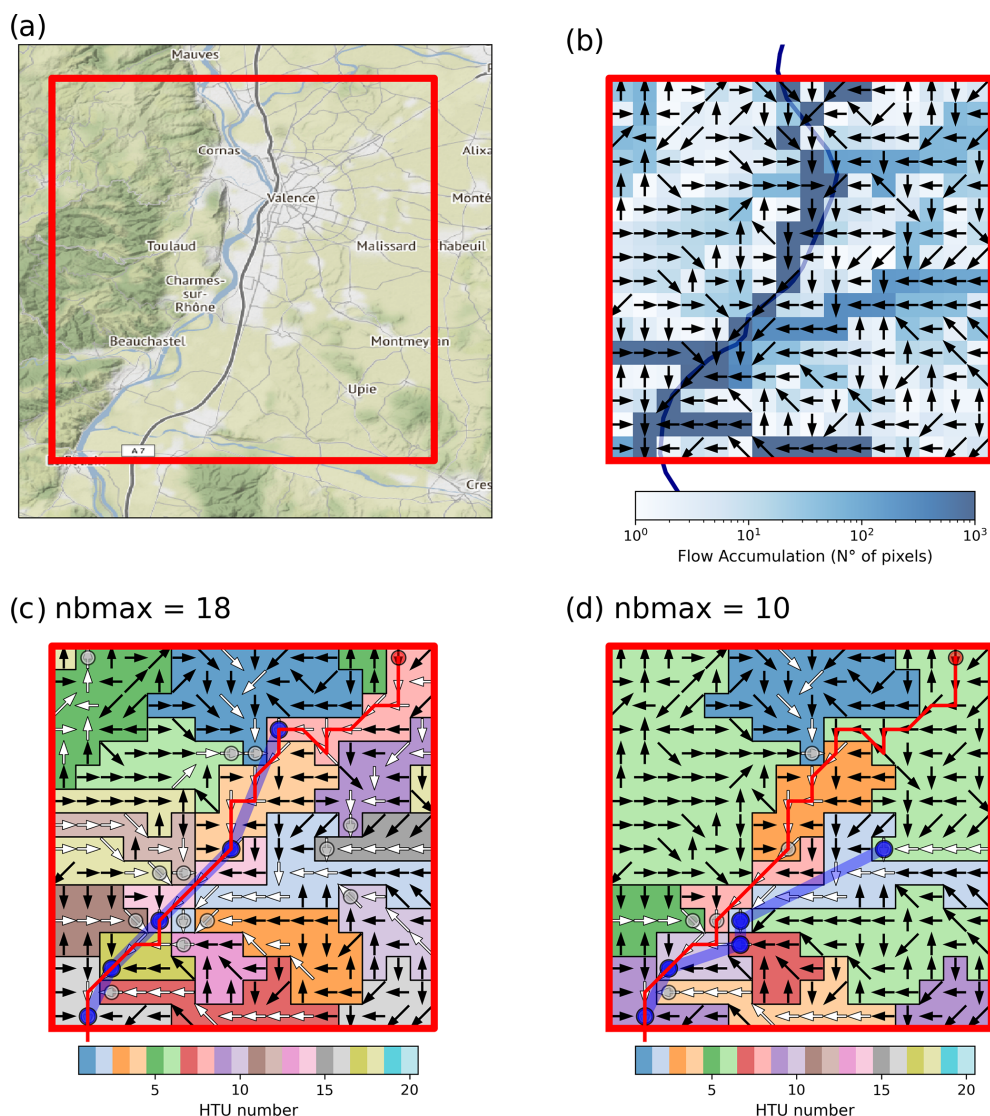 (a)
Mauves
Cornas
Alixa
Valence
Monté
Toulaud
Malissard
habeuil
Charmes-
sur-
Rhône
Beauchastel
Montmeyran
Upie
A 7
Cres
(b)
10⁰ 10¹ 10² 10³
Flow Accumulation (N° of pixels)
(c) nbmax = 18
5 10 15 20
HTU number
(d) nbmax = 10
5 10 15 20
HTU number